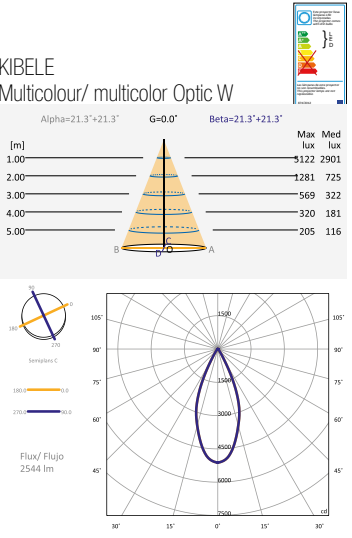 KIBELE
Multicolour/ multicolor Optic W
L
E
D
Alpha=21.3°+21.3° G=0.0° Beta=21.3°+21.3°
Max Med
[m] lux lux
1.00 5122 2901
2.00 1281 725
3.00 569 322
4.00 320 181
5.00 205 116
C
B D O A
90
0
180
270
Semiplans C
180.0 0.0
270.0 90.0
Flux/ Flujo
2544 lm
105° 1500 105°
90° 90°
75° 1500 75°
60° 3000 60°
45° 4500 45°
6000
7500 cd
30° 15° 0° 15° 30°